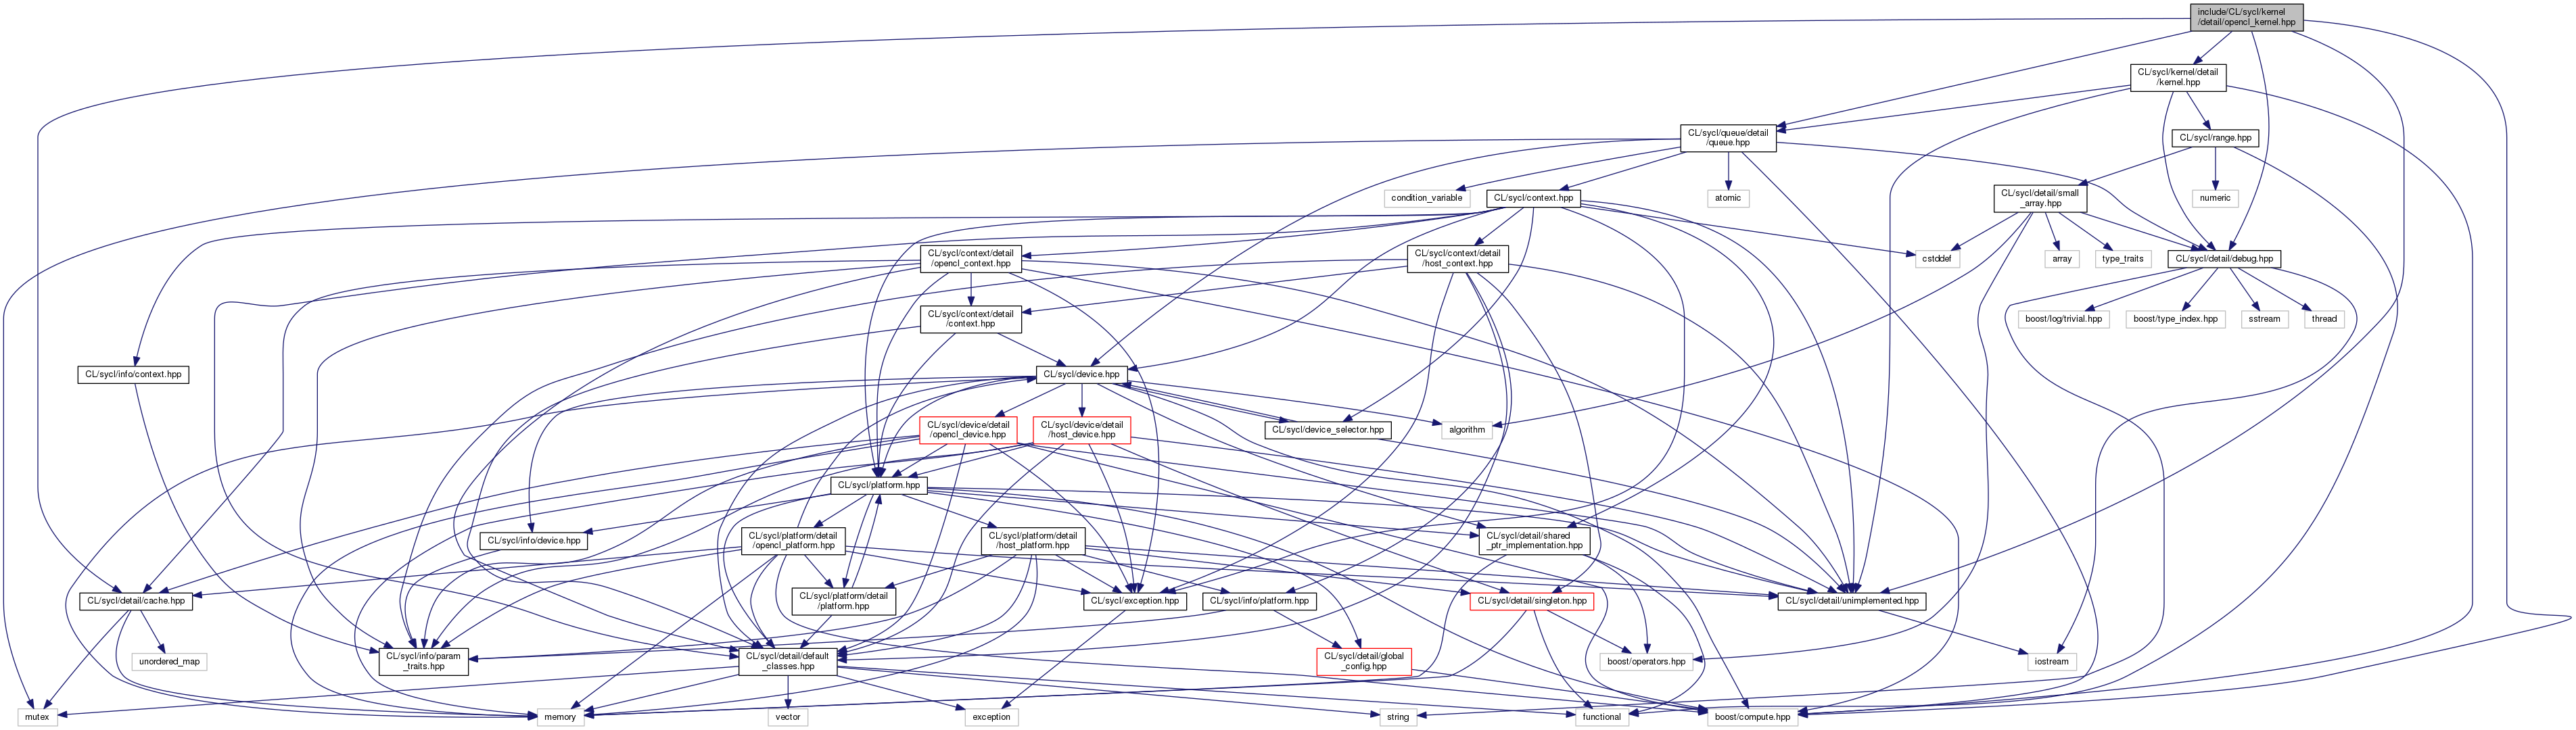 include/CL/sycl/kernel
/detail/opencl_kernel.hpp
CL/sycl/kernel/detail
/kernel.hpp
CL/sycl/queue/detail
/queue.hpp
CL/sycl/range.hpp
condition_variable
CL/sycl/context.hpp
atomic
CL/sycl/detail/small
_array.hpp
numeric
CL/sycl/context/detail
/opencl_context.hpp
CL/sycl/context/detail
/host_context.hpp
cstddef
array
type_traits
CL/sycl/detail/debug.hpp
CL/sycl/context/detail
/context.hpp
boost/log/trivial.hpp
boost/type_index.hpp
sstream
thread
CL/sycl/info/context.hpp
CL/sycl/device.hpp
CL/sycl/device/detail
/opencl_device.hpp
CL/sycl/device/detail
/host_device.hpp
CL/sycl/device_selector.hpp
algorithm
CL/sycl/platform.hpp
CL/sycl/info/device.hpp
CL/sycl/platform/detail
/opencl_platform.hpp
CL/sycl/platform/detail
/host_platform.hpp
CL/sycl/detail/shared
_ptr_implementation.hpp
CL/sycl/detail/cache.hpp
CL/sycl/platform/detail
/platform.hpp
CL/sycl/exception.hpp
CL/sycl/info/platform.hpp
CL/sycl/detail/singleton.hpp
CL/sycl/detail/unimplemented.hpp
unordered_map
CL/sycl/info/param
_traits.hpp
CL/sycl/detail/default
_classes.hpp
CL/sycl/detail/global
_config.hpp
boost/operators.hpp
iostream
mutex
memory
vector
exception
string
functional
boost/compute.hpp